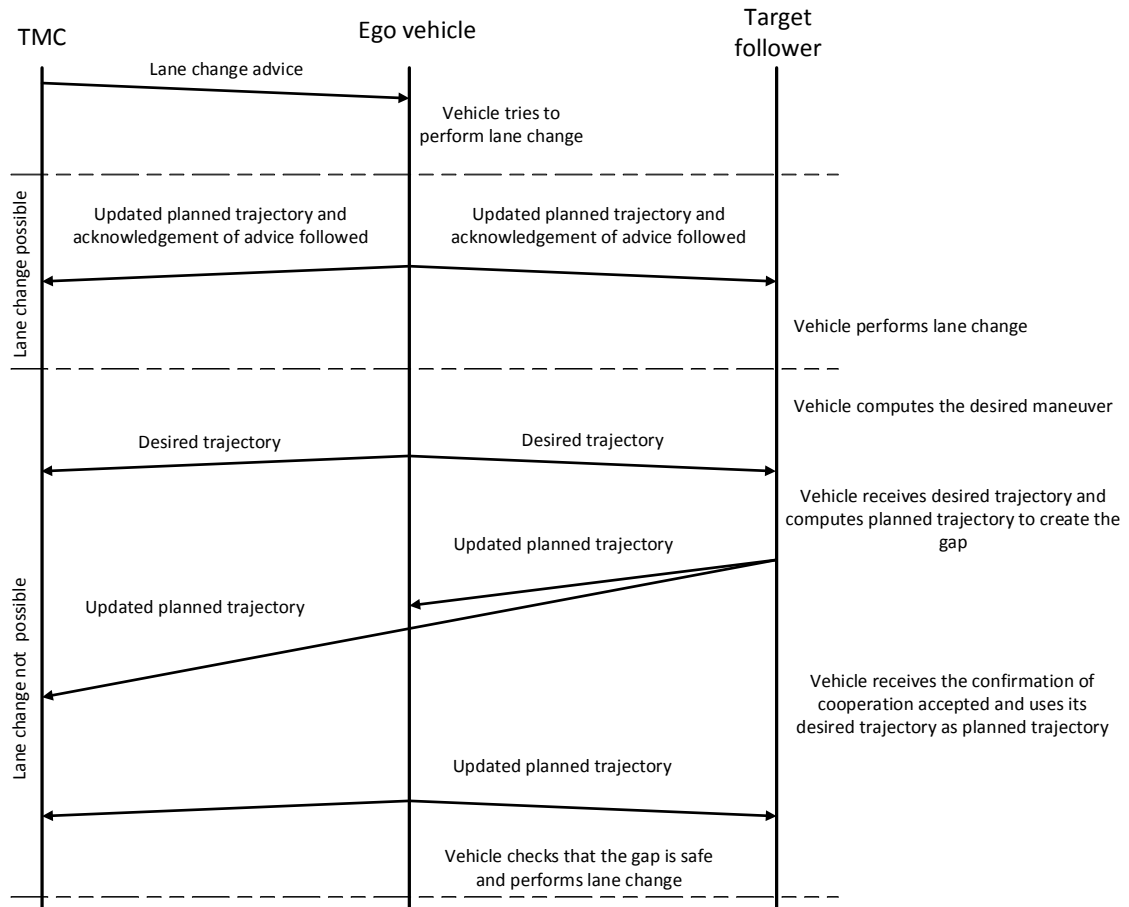 TMC
Ego vehicle
Target
follower
Lane change advice
Vehicle tries to
perform lane change
Lane change possible
Updated planned trajectory and
acknowledgement of advice followed
Updated planned trajectory and
acknowledgement of advice followed
Vehicle performs lane change
Lane change not possible
Vehicle computes the desired maneuver
Desired trajectory
Desired trajectory
Vehicle receives desired trajectory and
computes planned trajectory to create the
gap
Updated planned trajectory
Updated planned trajectory
Vehicle receives the confirmation of
cooperation accepted and uses its
desired trajectory as planned trajectory
Updated planned trajectory
Vehicle checks that the gap is safe
and performs lane change